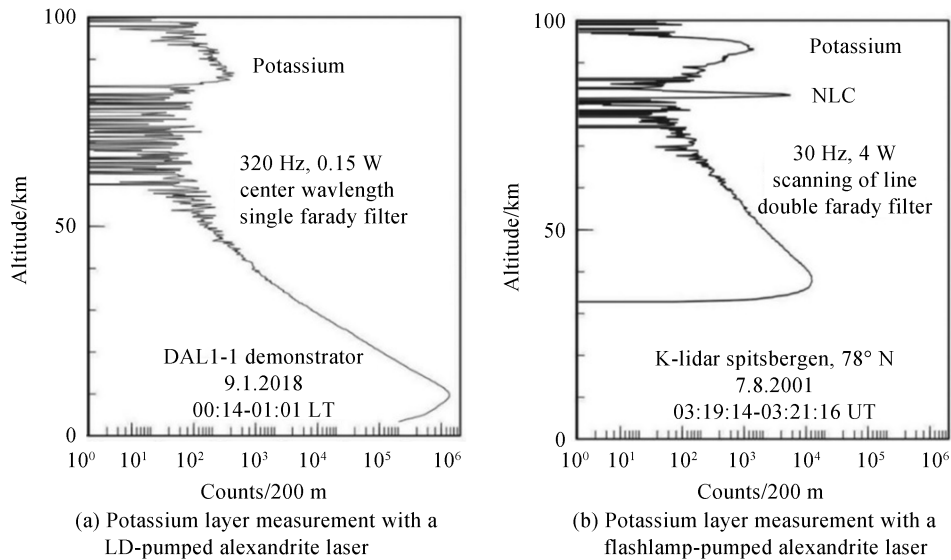 100
Potassium
320 Hz, 0.15 W
center wavlength
single farady filter
50
Altitude/km
DAL1-1 demonstrator
9.1.2018
00:14-01:01 LT
0
10^0 10^1 10^2 10^3 10^4 10^5 10^6
Counts/200 m
(a) Potassium layer measurement with a
LD-pumped alexandrite laser
100
Potassium
NLC
30 Hz, 4 W
scanning of line
double farady filter
50
Altitude/km
K-lidar spitsbergen, 78° N
7.8.2001
03:19:14-03:21:16 UT
0
10^0 10^1 10^2 10^3 10^4 10^5 10^6
Counts/200 m
(b) Potassium layer measurement with a
flashlamp-pumped alexandrite laser